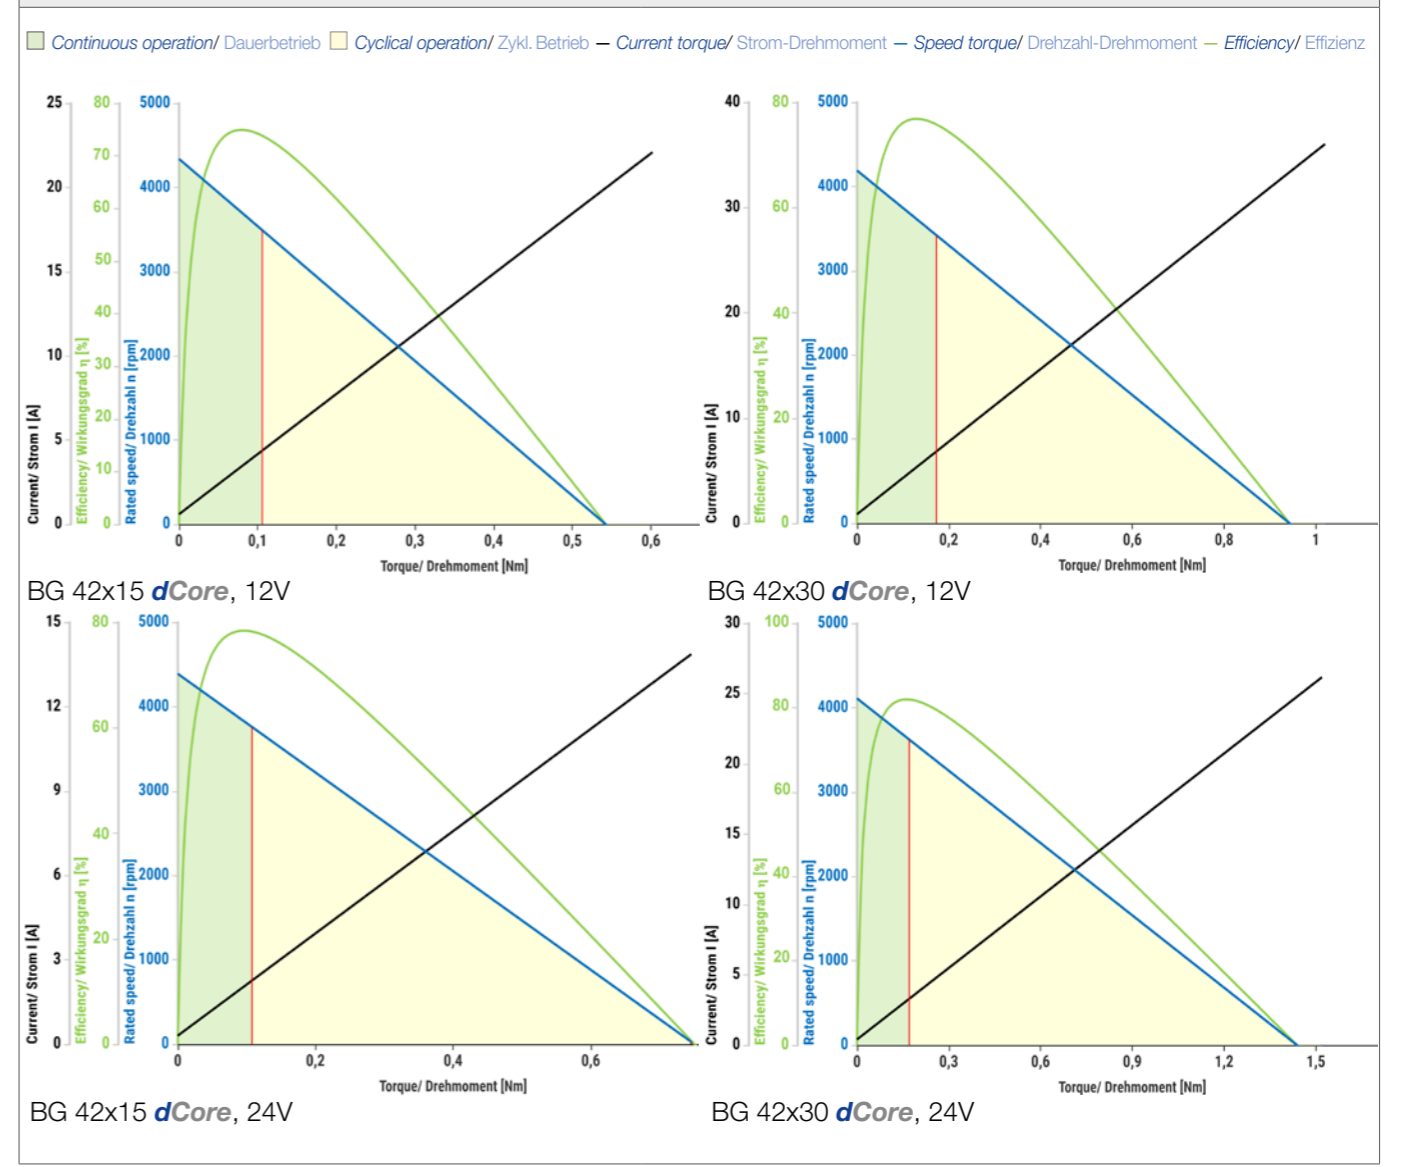 Continuous operation/ Dauerbetrieb Cyclical operation/ Zykl. Betrieb — Current torque/ Strom-Drehmoment — Speed torque/ Drehzahl-Drehmoment — Efficiency/ Effizienz
25 80 5000
70
20 4000
60
50
15 3000
40
30
10 2000
20
5 1000
10
0 0 0
Current/ Strom I [A]
Efficiency/ Wirkungsgrad η [%]
Rated speed/ Drehzahl n [rpm]
0 0,1 0,2 0,3 0,4 0,5 0,6
Torque/ Drehmoment [Nm]
BG 42x15 dCore, 12V
40 80 5000
4000
30 60
3000
20 40
2000
10 20
1000
0 0 0
Current/ Strom I [A]
Efficiency/ Wirkungsgrad η [%]
Rated speed/ Drehzahl n [rpm]
0 0,2 0,4 0,6 0,8 1
Torque/ Drehmoment [Nm]
BG 42x30 dCore, 12V
15 80 5000
12 4000
60
9 3000
40
6 2000
20
3 1000
0 0 0
Current/ Strom I [A]
Efficiency/ Wirkungsgrad η [%]
Rated speed/ Drehzahl n [rpm]
0 0,2 0,4 0,6
Torque/ Drehmoment [Nm]
BG 42x15 dCore, 24V
30 100 5000
25
80 4000
20
60 3000
15
40 2000
10
20 1000
5
0 0 0
Current/ Strom I [A]
Efficiency/ Wirkungsgrad η [%]
Rated speed/ Drehzahl n [rpm]
0 0,3 0,6 0,9 1,2 1,5
Torque/ Drehmoment [Nm]
BG 42x30 dCore, 24V